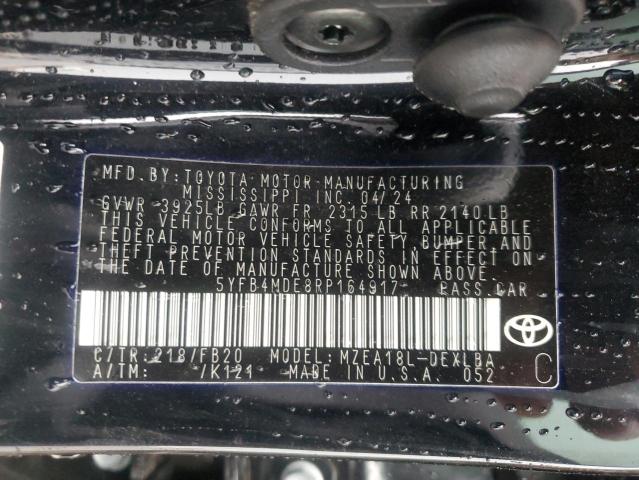 MFD. BY: TOYOTA MOTOR MANUFACTURING
MISSISSIPPI INC. 04/24
GVWR 3925LB GAWR FR 2315 LB RR 2140 LB
THIS VEHICLE CONFORMS TO ALL APPLICABLE
FEDERAL MOTOR VEHICLE SAFETY BUMPER AND
THEFT PREVENTION STANDARDS IN EFFECT ON
THE DATE OF MANUFACTURE SHOWN ABOVE.
5YFB4MDE8RP164917 PASS.CAR
C/TR:218/FB20 MODEL: MZEA18L-DEXLBA
A/TM: /K121 MADE IN U.S.A. 052
C